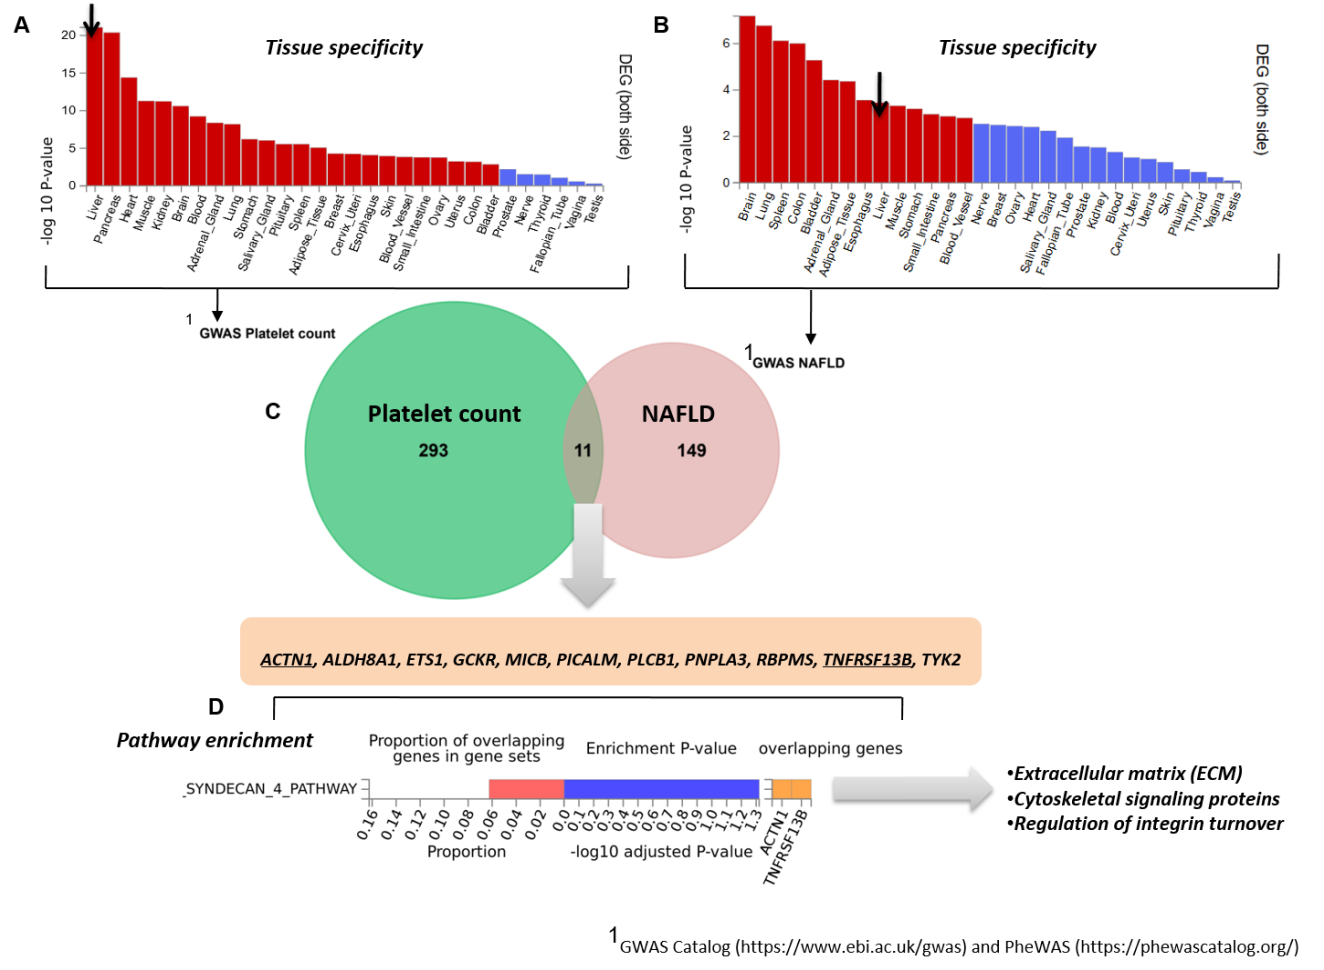 A
Tissue specificity
DEG (both side)
-log 10 P-value
20
15
10
5
0
Liver
Pancreas
Heart
Muscle
Kidney
Brain
Blood
Adrenal_Gland
Lung
Stomach
Salivary_Gland
Pituitary
Spleen
Adipose_Tissue
Breast
Cervix_Uteri
Esophagus
Skin
Blood_Vessel
Small_Intestine
Ovary
Uterus
Colon
Bladder
Prostate
Nerve
Thyroid
Fallopian_Tube
Vagina
Testis
B
Tissue specificity
DEG (both side)
-log 10 P-value
6
4
2
0
Brain
Lung
Spleen
Colon
Bladder
Adrenal_Gland
Adipose_Tissue
Esophagus
Liver
Muscle
Stomach
Small_Intestine
Pancreas
Blood_Vessel
Nerve
Breast
Ovary
Heart
Salivary_Gland
Fallopian_Tube
Prostate
Kidney
Blood
Cervix_Uteri
Uterus
Skin
Pituitary
Thyroid
Vagina
Testis
1 GWAS Platelet count
1 GWAS NAFLD
C
Platelet count
293
11
NAFLD
149
ACTN1, ALDH8A1, ETS1, GCKR, MICB, PICALM, PLCB1, PNPLA3, RBPMS, TNFRSF13B, TYK2
D
Pathway enrichment
Proportion of overlapping
genes in gene sets
Enrichment P-value
overlapping genes
_SYNDECAN_4_PATHWAY
0.16 0.14 0.12 0.10 0.08 0.06 0.04 0.02 0.0 0.1 0.2 0.3 0.4 0.5 0.6 0.7 0.8 0.9 1.0 1.1 1.2 1.3
ACTN1
TNFRSF13B
Proportion
-log10 adjusted P-value
•Extracellular matrix (ECM)
•Cytoskeletal signaling proteins
•Regulation of integrin turnover
1 GWAS Catalog (https://www.ebi.ac.uk/gwas) and PheWAS (https://phewascatalog.org/)